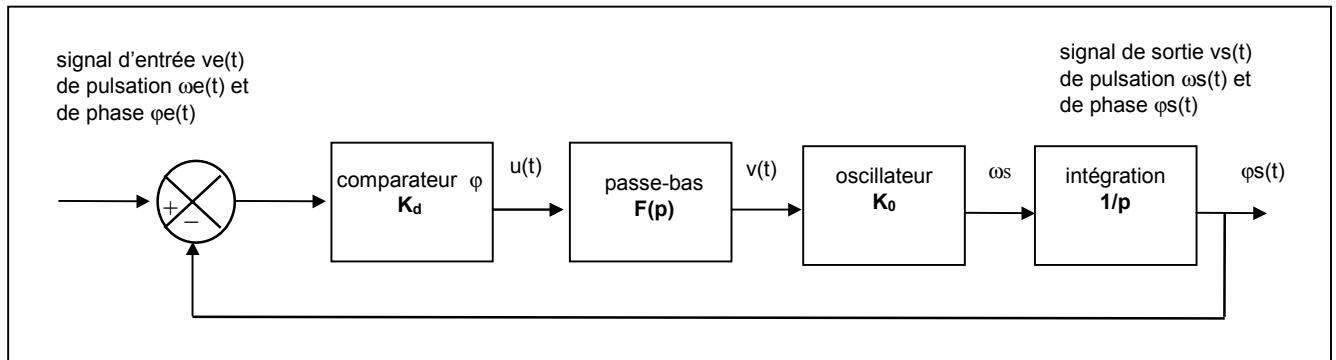 signal d'entrée ve(t)
de pulsation ωe(t) et
de phase φe(t)
signal de sortie vs(t)
de pulsation ωs(t) et
de phase φs(t)
+
−
comparateur φ
Kd
u(t)
passe-bas
F(p)
v(t)
oscillateur
K0
ωs
intégration
1/p
φs(t)